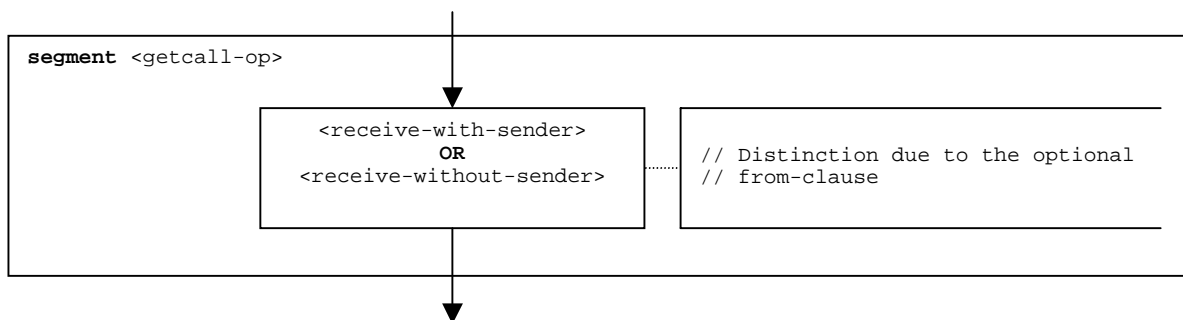 segment <getcall-op>
<receive-with-sender>
OR
<receive-without-sender>
// Distinction due to the optional
// from-clause